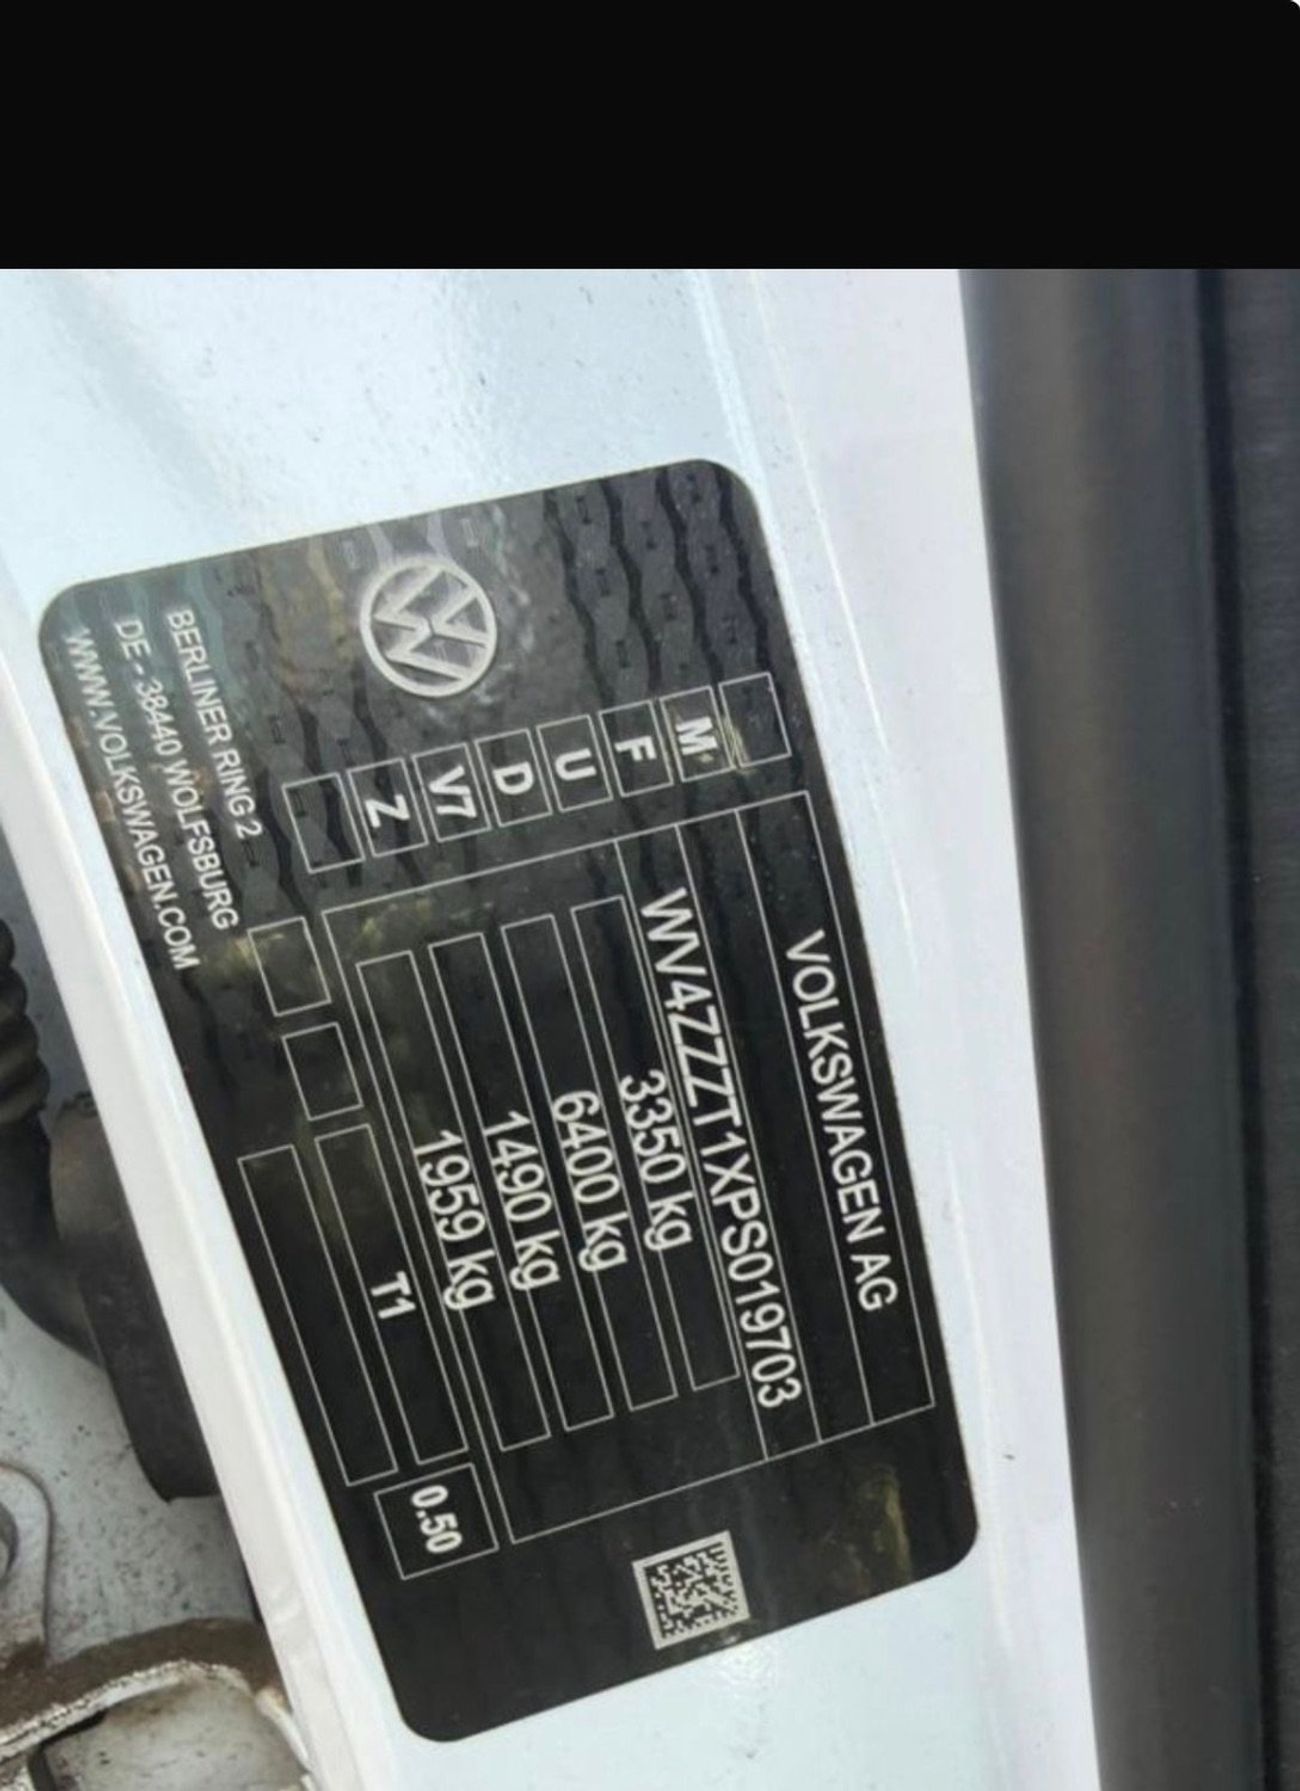 VOLKSWAGEN AG
WV4ZZZT1XPS019703
3350 kg
6400 kg
1490 kg
1959 kg
T1
0.50
M
F
U
D
V7
Z
BERLINER RING 2
DE - 38440 WOLFSBURG
WWW.VOLKSWAGEN.COM